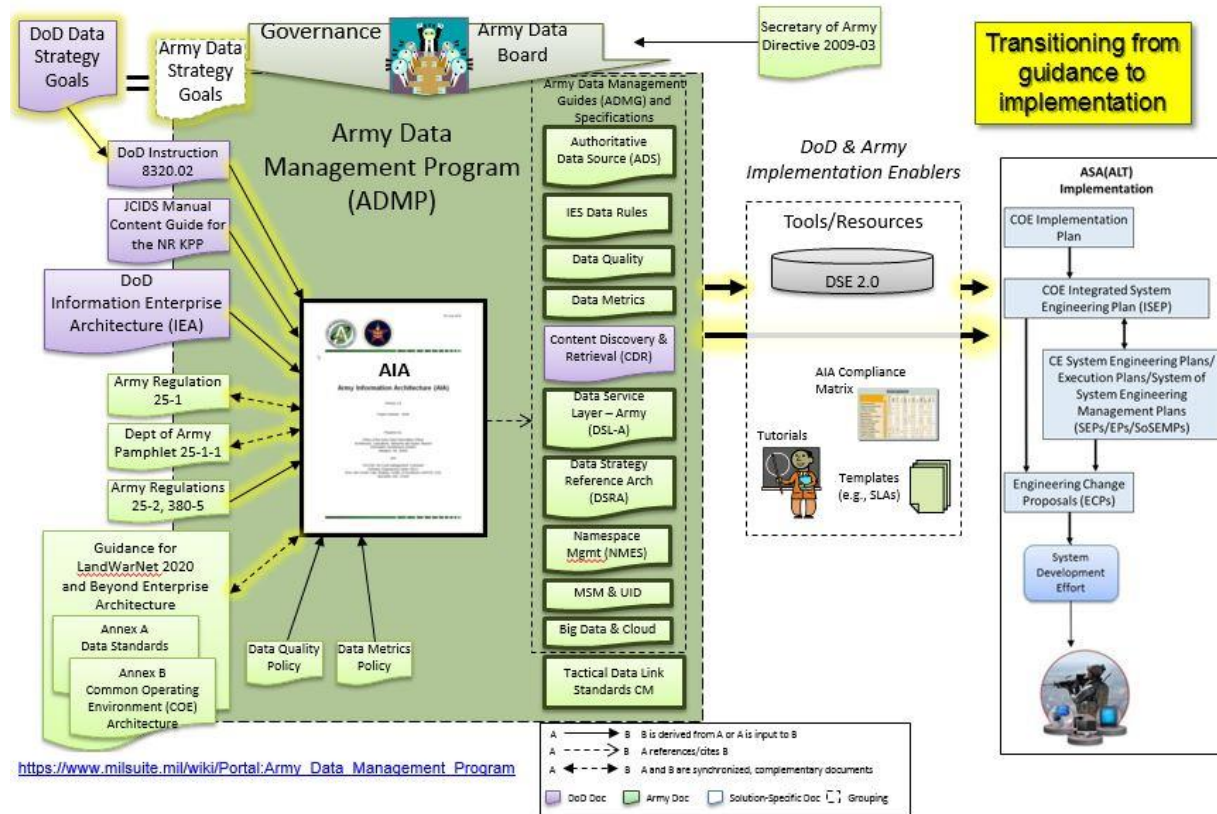 DoD Data
Strategy
Goals
=
Army Data
Strategy
Goals
Governance
Army Data
Board
Secretary of Army
Directive 2009-03
Transitioning from
guidance to
implementation
Army Data
Management Program
(ADMP)
DoD Instruction
8320.02
JCIDS Manual
Content Guide for
the NR KPP
DoD
Information Enterprise
Architecture (IEA)
Army Regulation
25-1
Dept of Army
Pamphlet 25-1-1
Army Regulations
25-2, 380-5
Guidance for
LandWarNet 2020
and Beyond Enterprise
Architecture
Annex A
Data Standards
Annex B
Common Operating
Environment (COE)
Architecture
AIA
Army Information Architecture (AIA)
Data Quality
Policy
Data Metrics
Policy
Army Data Management
Guides (ADMG) and
Specifications
Authoritative
Data Source (ADS)
IES Data Rules
Data Quality
Data Metrics
Content Discovery &
Retrieval (CDR)
Data Service
Layer – Army
(DSL-A)
Data Strategy
Reference Arch
(DSRA)
Namespace
Mgmt (NMES)
MSM & UID
Big Data & Cloud
Tactical Data Link
Standards CM
DoD & Army
Implementation Enablers
Tools/Resources
DSE 2.0
AIA Compliance
Matrix
Tutorials
Templates
(e.g., SLAs)
ASA(ALT)
Implementation
COE Implementation
Plan
COE Integrated System
Engineering Plan (ISEP)
CE System Engineering Plans/
Execution Plans/System of
System Engineering
Management Plans
(SEPs/EPs/SoSEMPs)
Engineering Change
Proposals (ECPs)
System
Development
Effort
https://www.milsuite.mil/wiki/Portal:Army_Data_Management_Program
A B B is derived from A or A is input to B
A B A references/cites B
A B A and B are synchronized, complementary documents
DoD Doc Army Doc Solution-Specific Doc Grouping